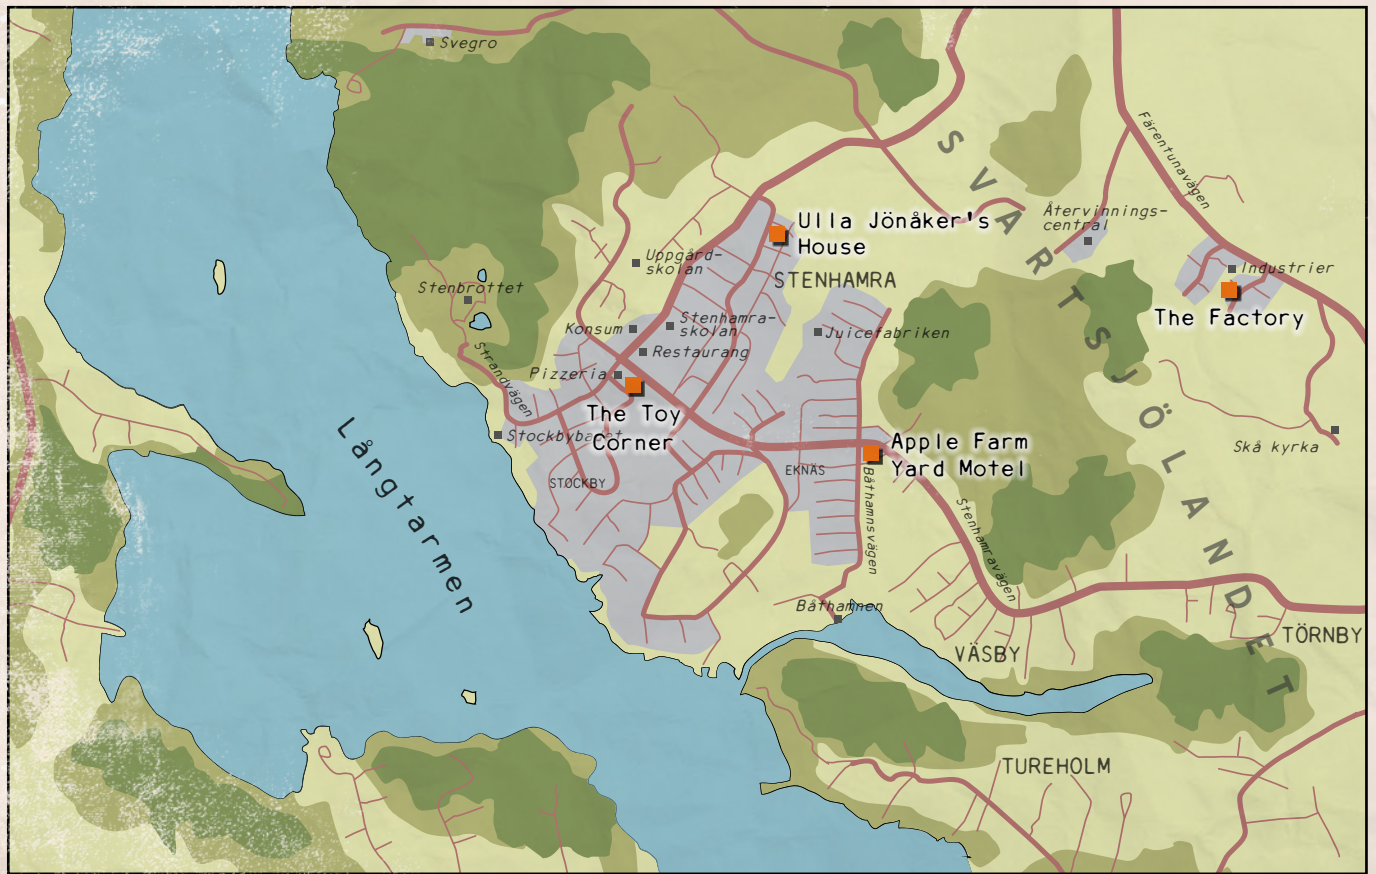 Svegro
SVARTSJÖLANDET
Färentunavägen
Ulla Jönåker's
House
Återvinnings-
central
Uppgård-
skolan
STENHAMRA
Industrier
The Factory
Stenbrottet
Konsum
Stenhamra-
skolan
Juicefabriken
Restaurang
Strandvägen
Pizzeria
The Toy
Corner
Stockbybadet
Apple Farm
Yard Motel
Skå kyrka
Långtarmen
STOCKBY
EKNÄS
Båthamnsvägen
Stenhamravägen
Båthamnen
VÄSBY
TÖRNBY
TUREHOLM